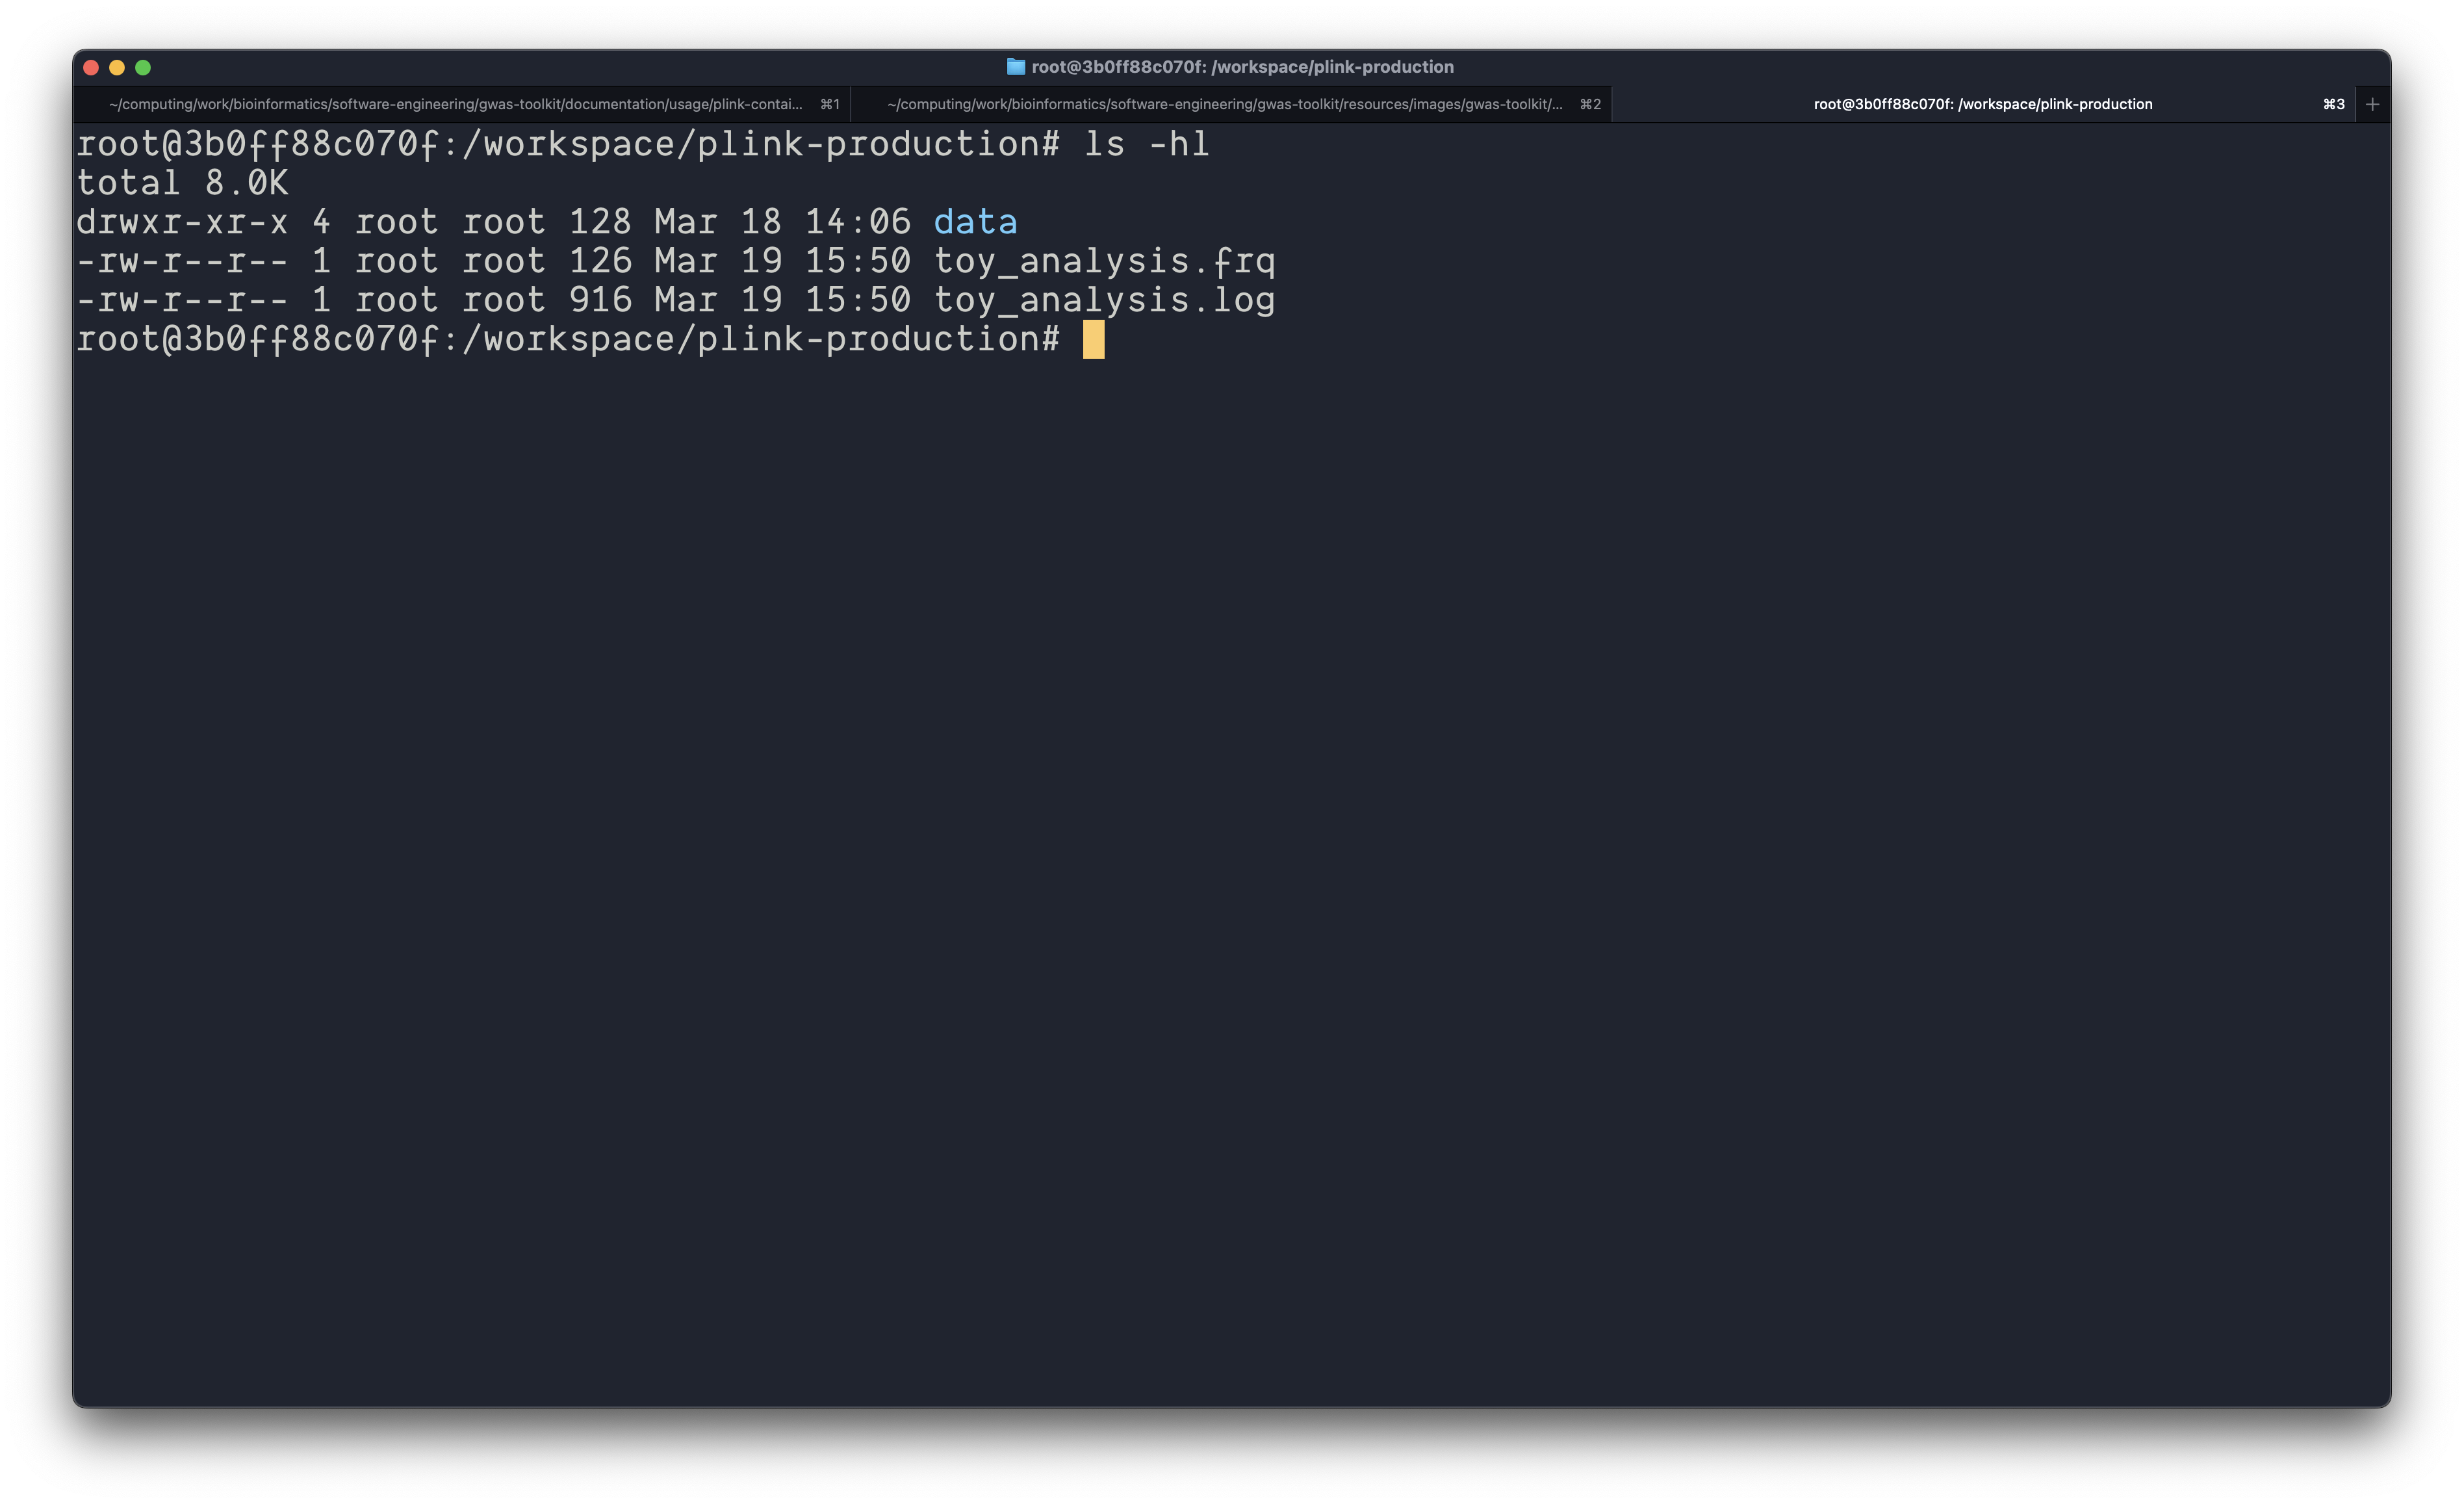 root@3b0ff88c070f: /workspace/plink-production
~/computing/work/bioinformatics/software-engineering/gwas-toolkit/documentation/usage/plink-contai... ⌘1
~/computing/work/bioinformatics/software-engineering/gwas-toolkit/resources/images/gwas-toolkit/... ⌘2
root@3b0ff88c070f: /workspace/plink-production ⌘3 +
root@3b0ff88c070f:/workspace/plink-production# ls -hl
total 8.0K
drwxr-xr-x 4 root root 128 Mar 18 14:06 data
-rw-r--r-- 1 root root 126 Mar 19 15:50 toy_analysis.frq
-rw-r--r-- 1 root root 916 Mar 19 15:50 toy_analysis.log
root@3b0ff88c070f:/workspace/plink-production#